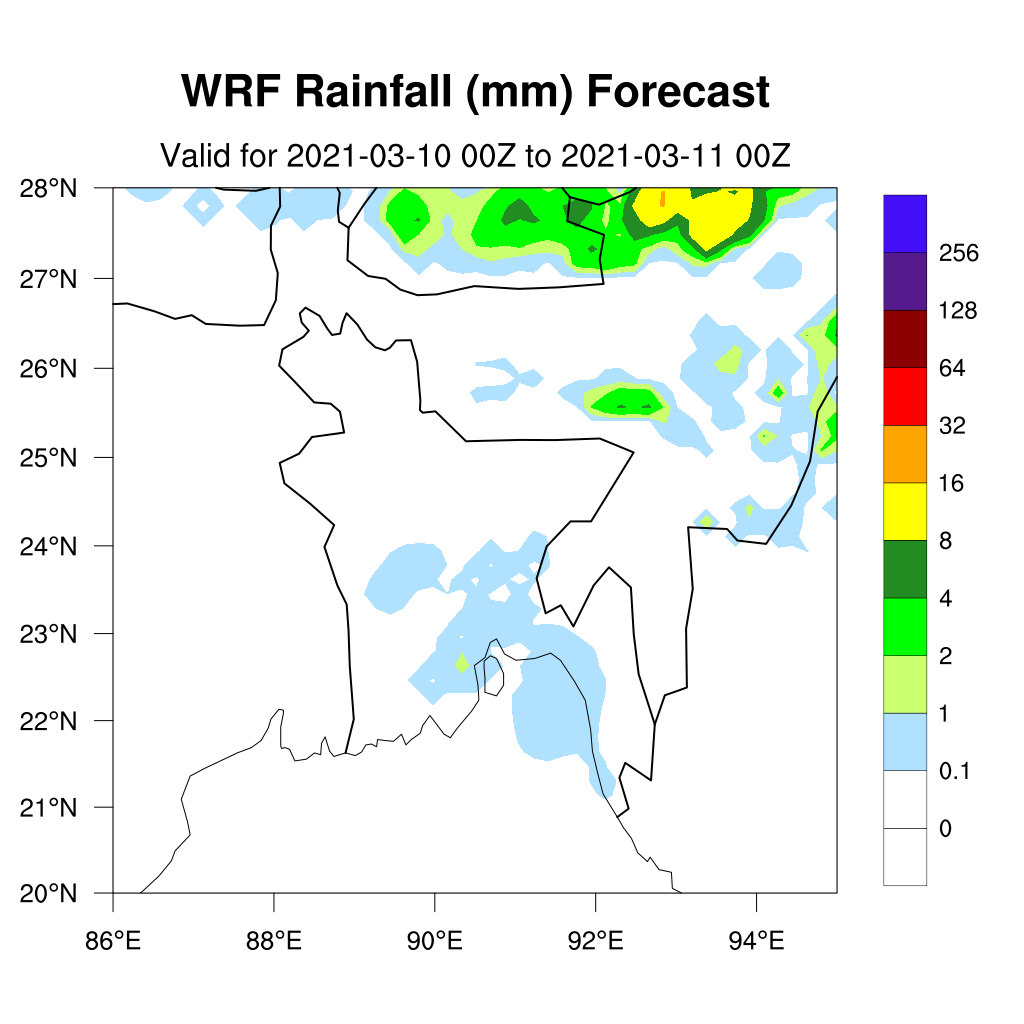 WRF Rainfall (mm) Forecast
Valid for 2021-03-10 00Z to 2021-03-11 00Z
28°N
27°N
26°N
25°N
24°N
23°N
22°N
21°N
20°N
86°E
88°E
90°E
92°E
94°E
256
128
64
32
16
8
4
2
1
0.1
0